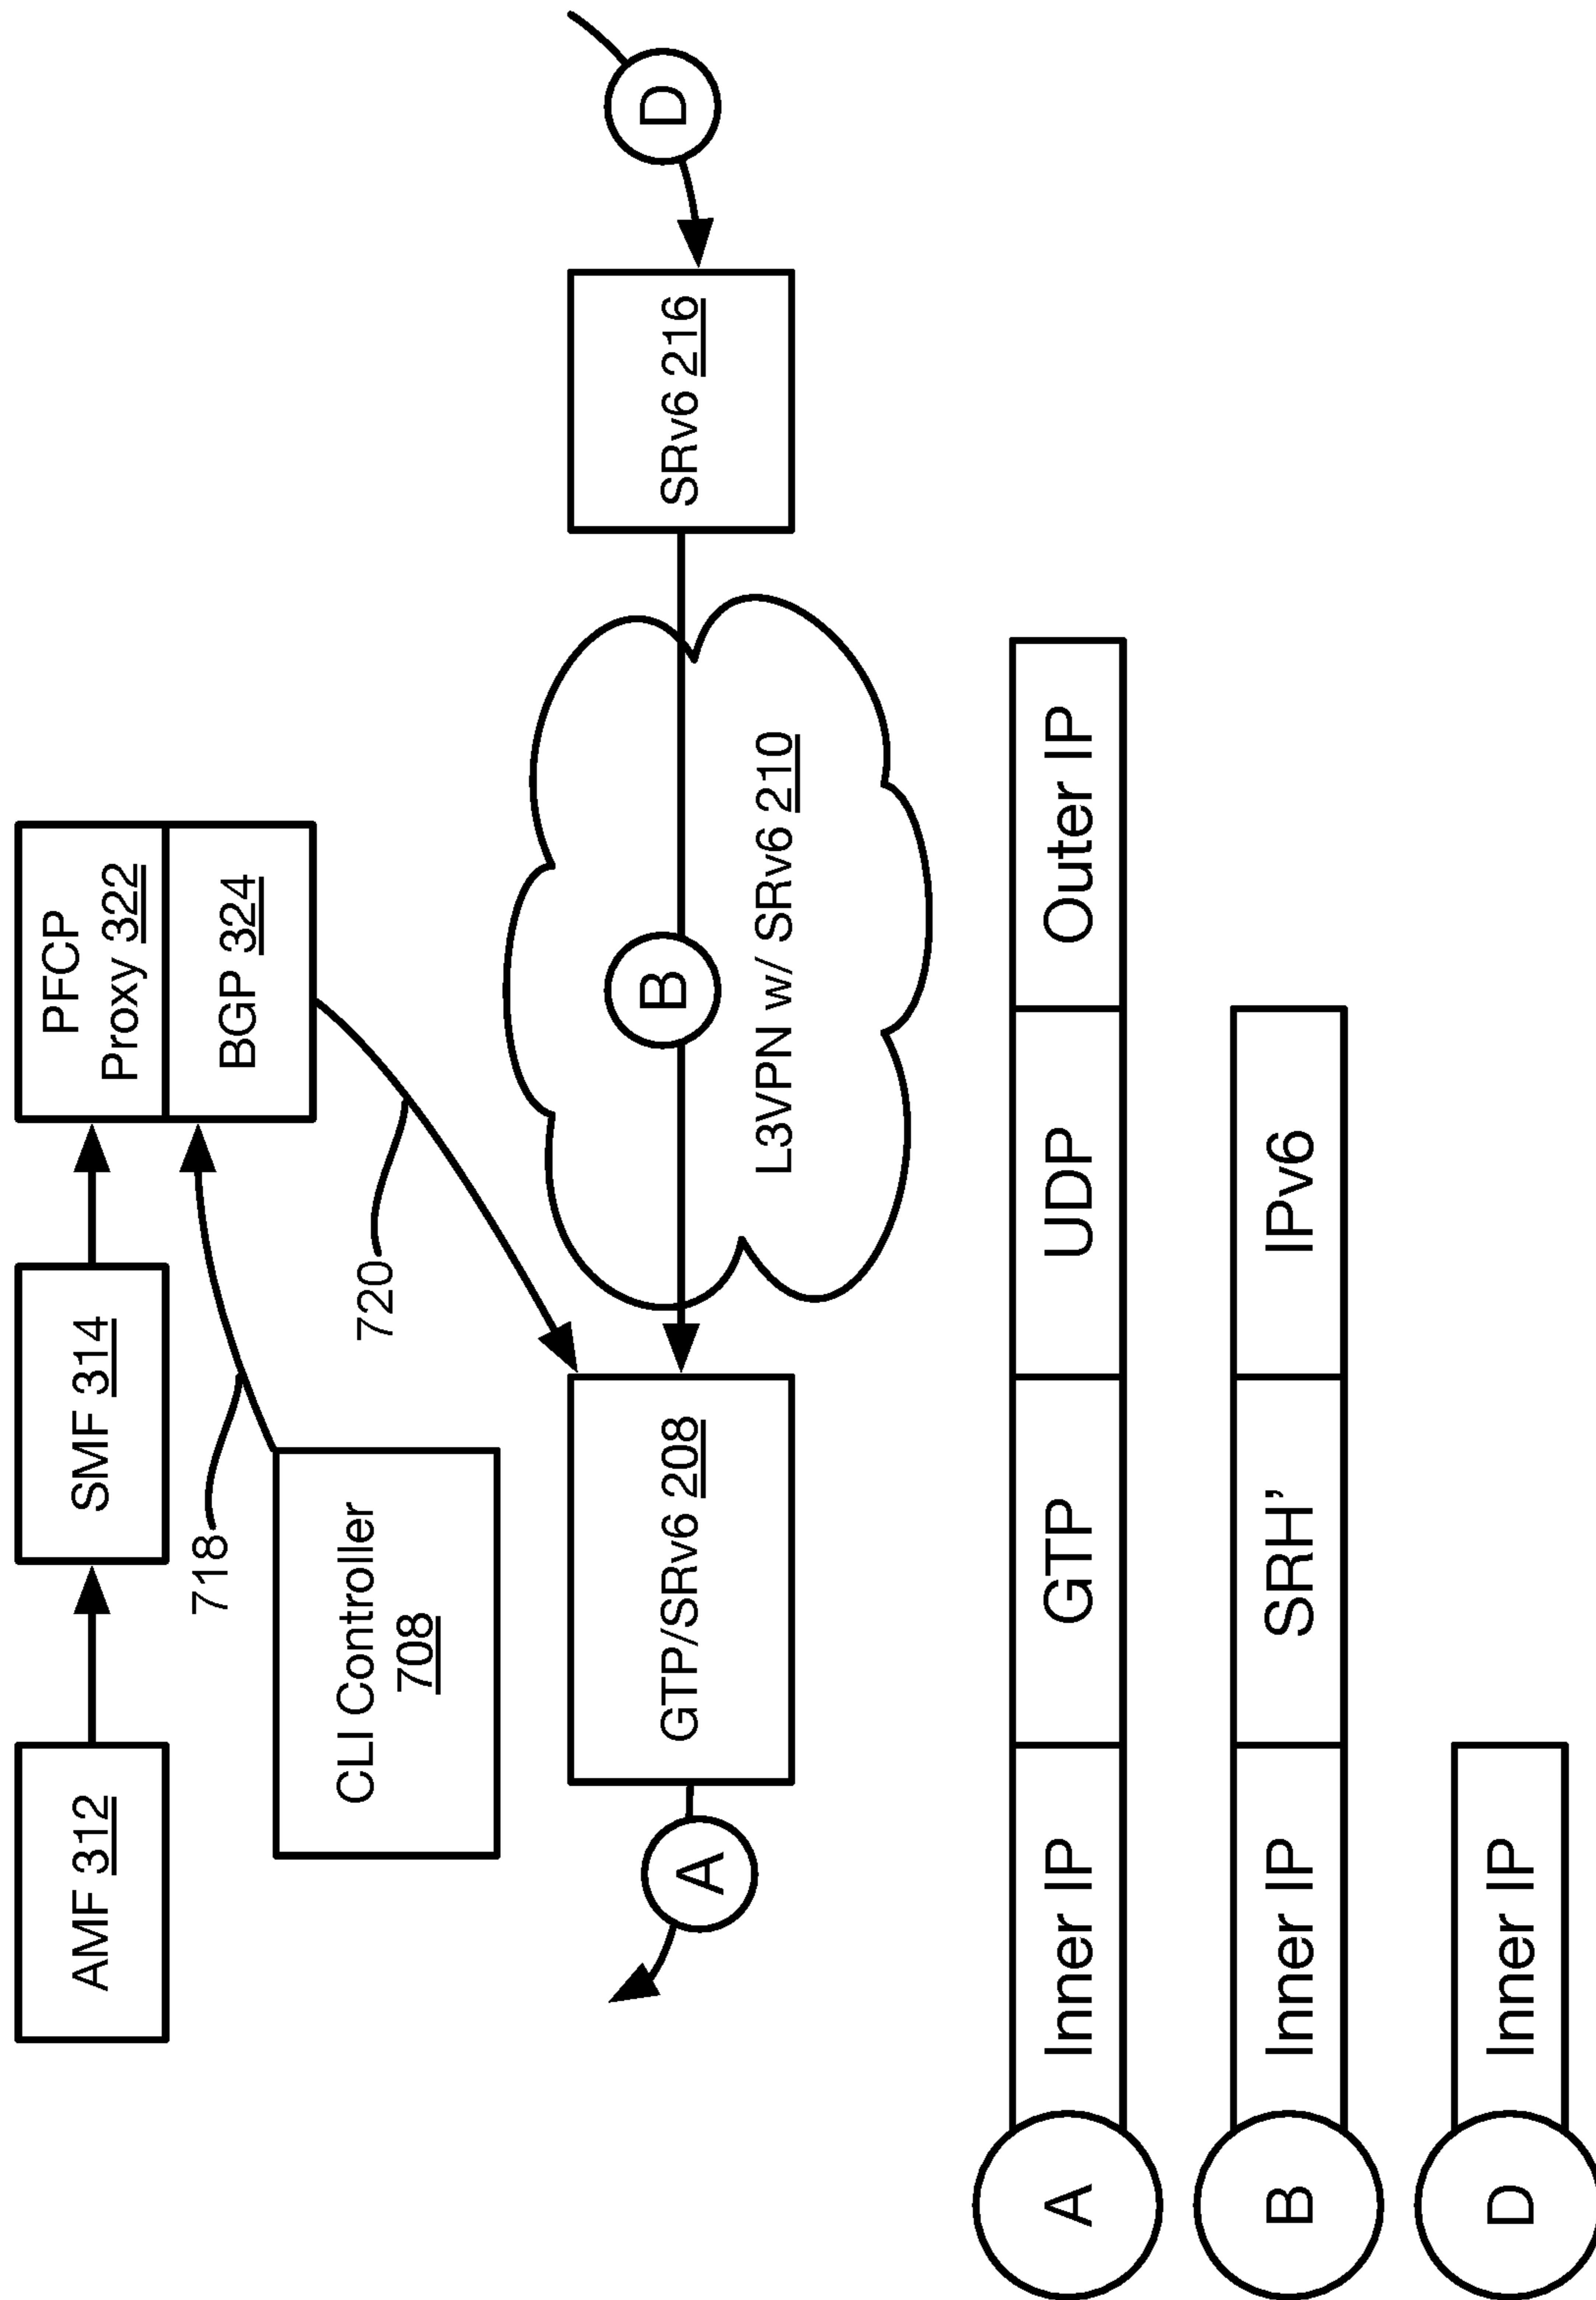 AMF 312
SMF 314
PFCP
Proxy 322
BGP 324
718
720
CLI Controller
708
A
GTP/SRv6 208
B
L3VPN w/ SRv6 210
SRv6 216
D
A
Inner IP
GTP
UDP
Outer IP
B
Inner IP
SRH’
IPv6
D
Inner IP